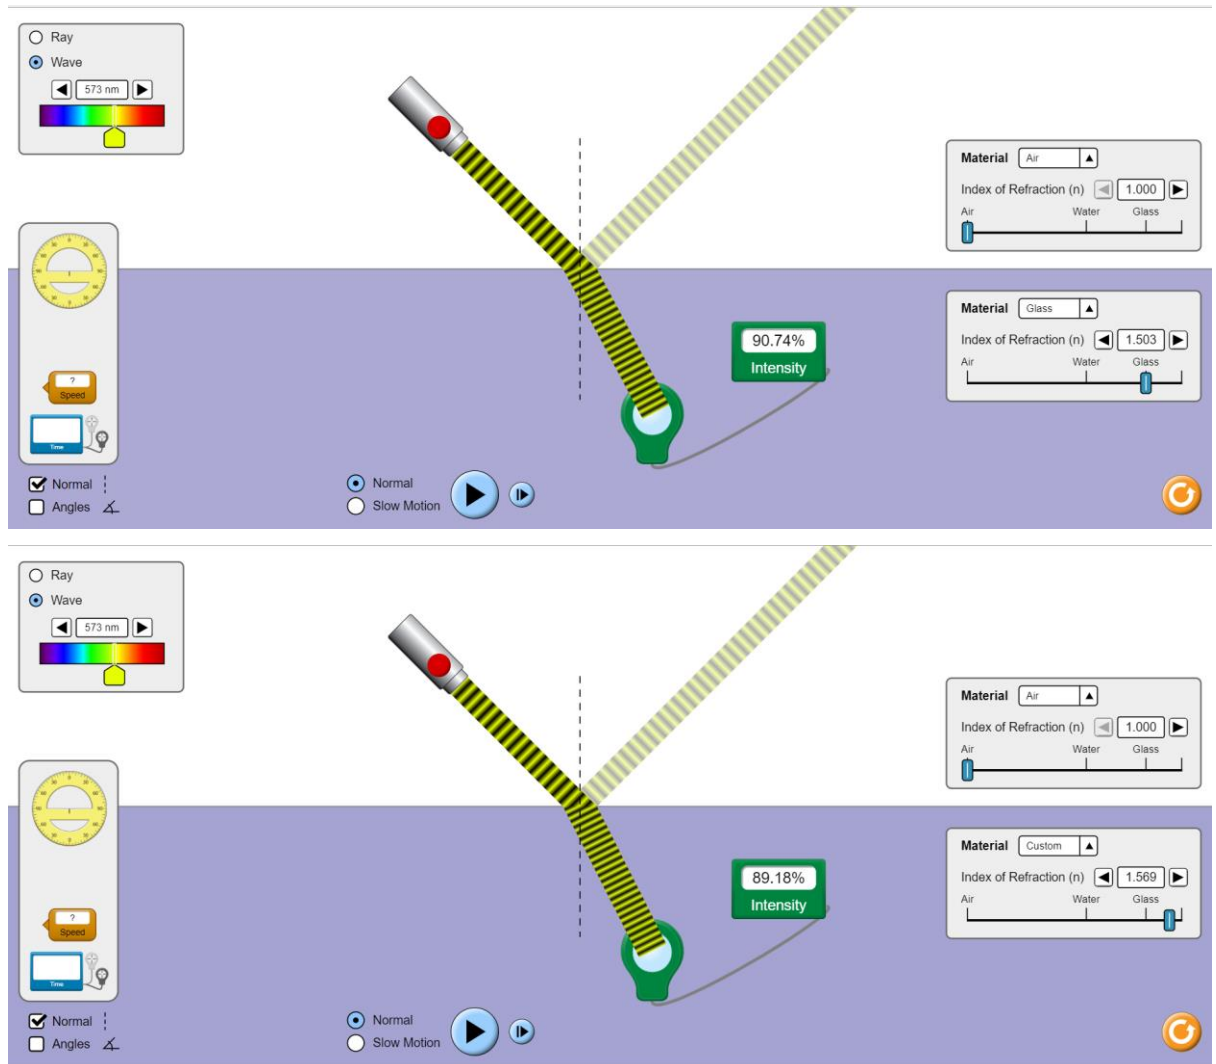 Ray
Wave
573 nm
Material Air
Index of Refraction (n) 1.000
Air Water Glass
Material Glass
90.74%
Index of Refraction (n) 1.503
Intensity
Air Water Glass
?
Speed
Time
Normal
Angles
Normal
Slow Motion
Ray
Wave
573 nm
Material Air
Index of Refraction (n) 1.000
Air Water Glass
Material Custom
89.18%
Index of Refraction (n) 1.569
Intensity
Air Water Glass
?
Speed
Time
Normal
Angles
Normal
Slow Motion